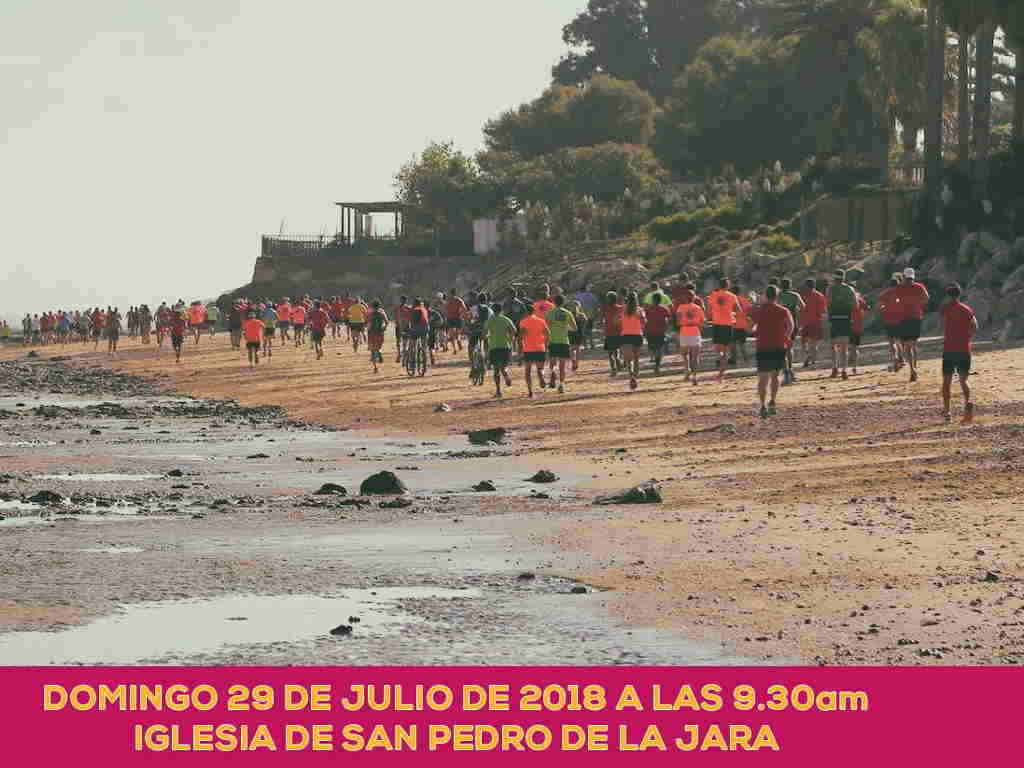 DOMINGO 29 DE JULIO DE 2018 A LAS 9.30am
IGLESIA DE SAN PEDRO DE LA JARA